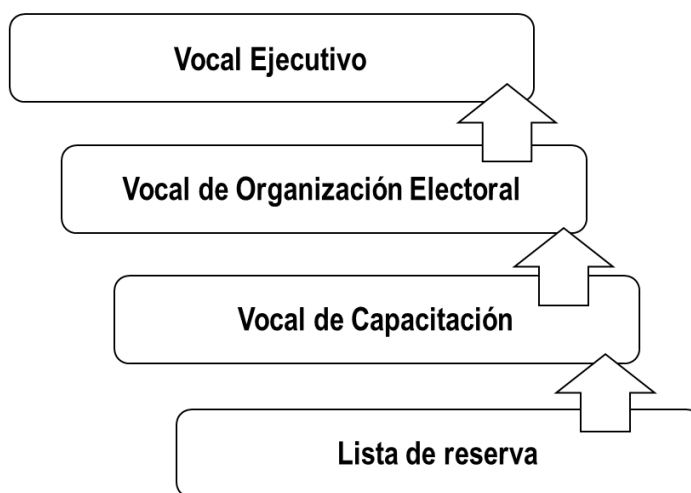 Vocal Ejecutivo
Vocal de Organización Electoral
Vocal de Capacitación
Lista de reserva